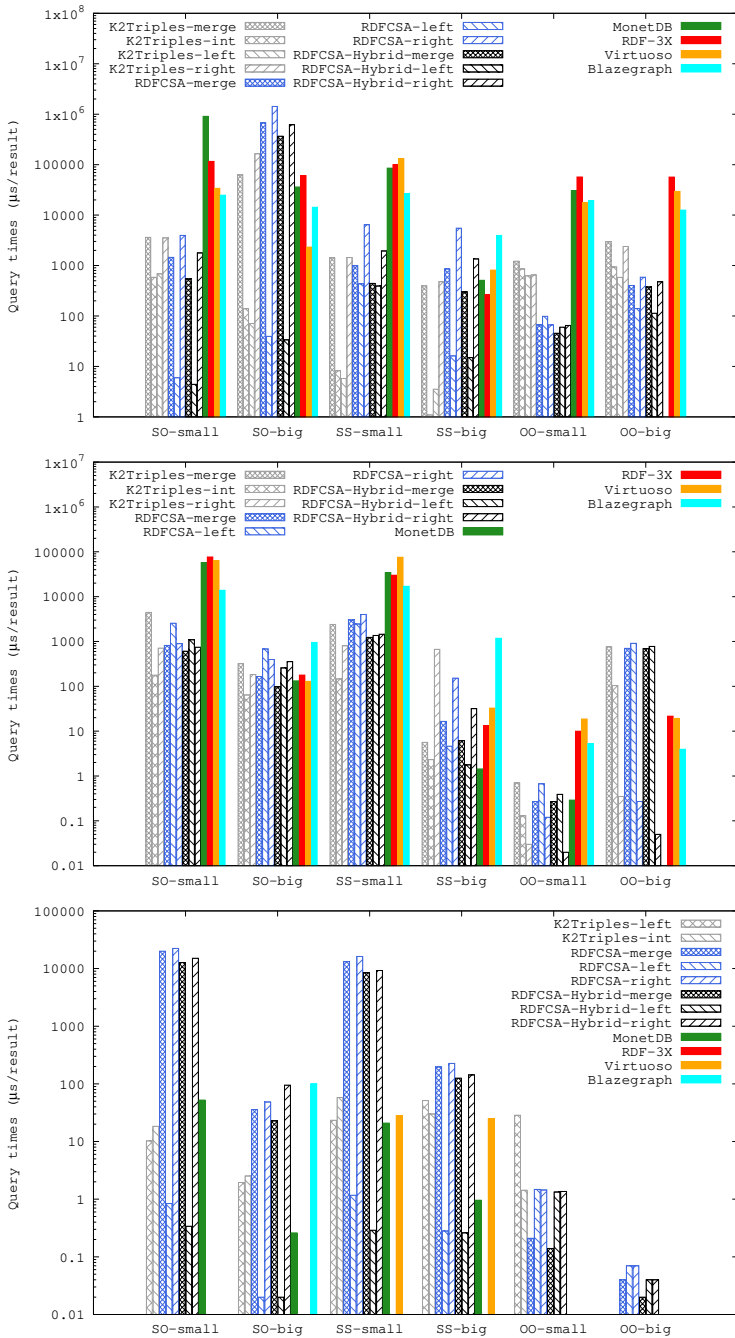 1x10^8
1x10^7
1x10^6
100000
10000
1000
100
10
1
Query times (µs/result)
K2Triples-merge
K2Triples-int
K2Triples-left
K2Triples-right
RDFCSA-merge
RDFCSA-left
RDFCSA-right
RDFCSA-Hybrid-merge
RDFCSA-Hybrid-left
RDFCSA-Hybrid-right
MonetDB
RDF-3X
Virtuoso
Blazegraph
SO-small SO-big SS-small SS-big OO-small OO-big
1x10^7
1x10^6
100000
10000
1000
100
10
1
0.1
0.01
Query times (µs/result)
K2Triples-merge
K2Triples-int
K2Triples-right
RDFCSA-merge
RDFCSA-left
RDFCSA-right
RDFCSA-Hybrid-merge
RDFCSA-Hybrid-left
RDFCSA-Hybrid-right
MonetDB
RDF-3X
Virtuoso
Blazegraph
SO-small SO-big SS-small SS-big OO-small OO-big
100000
10000
1000
100
10
1
0.1
0.01
Query times (µs/result)
K2Triples-left
K2Triples-int
RDFCSA-merge
RDFCSA-left
RDFCSA-right
RDFCSA-Hybrid-merge
RDFCSA-Hybrid-left
RDFCSA-Hybrid-right
MonetDB
RDF-3X
Virtuoso
Blazegraph
SO-small SO-big SS-small SS-big OO-small OO-big